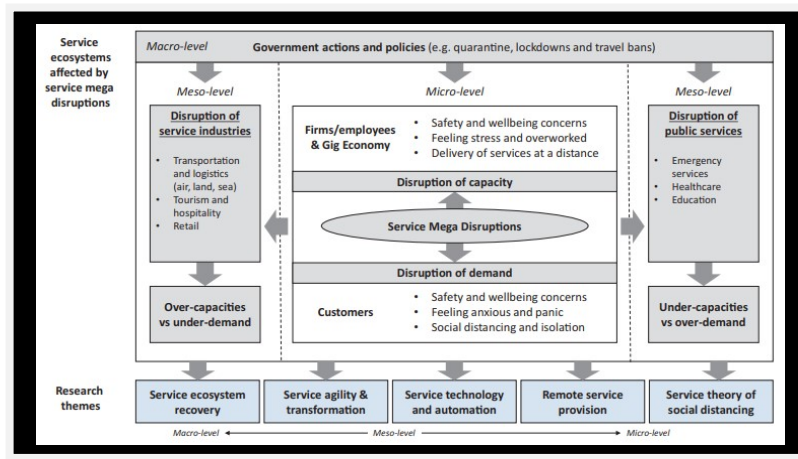 Service
ecosystems
affected by
service mega
disruptions
Macro-level
Government actions and policies (e.g. quarantine, lockdowns and travel bans)
Meso-level
Disruption of
service industries
• Transportation
and logistics
(air, land, sea)
• Tourism and
hospitality
• Retail
Over-capacities
vs under-demand
Micro-level
Firms/employees
& Gig Economy
• Safety and wellbeing concerns
• Feeling stress and overworked
• Delivery of services at a distance
Disruption of capacity
Service Mega Disruptions
Disruption of demand
Customers
• Safety and wellbeing concerns
• Feeling anxious and panic
• Social distancing and isolation
Meso-level
Disruption of
public services
• Emergency
services
• Healthcare
• Education
Under-capacities
vs over-demand
Research
themes
Service ecosystem
recovery
Service agility &
transformation
Service technology
and automation
Remote service
provision
Service theory of
social distancing
Macro-level
Meso-level
Micro-level